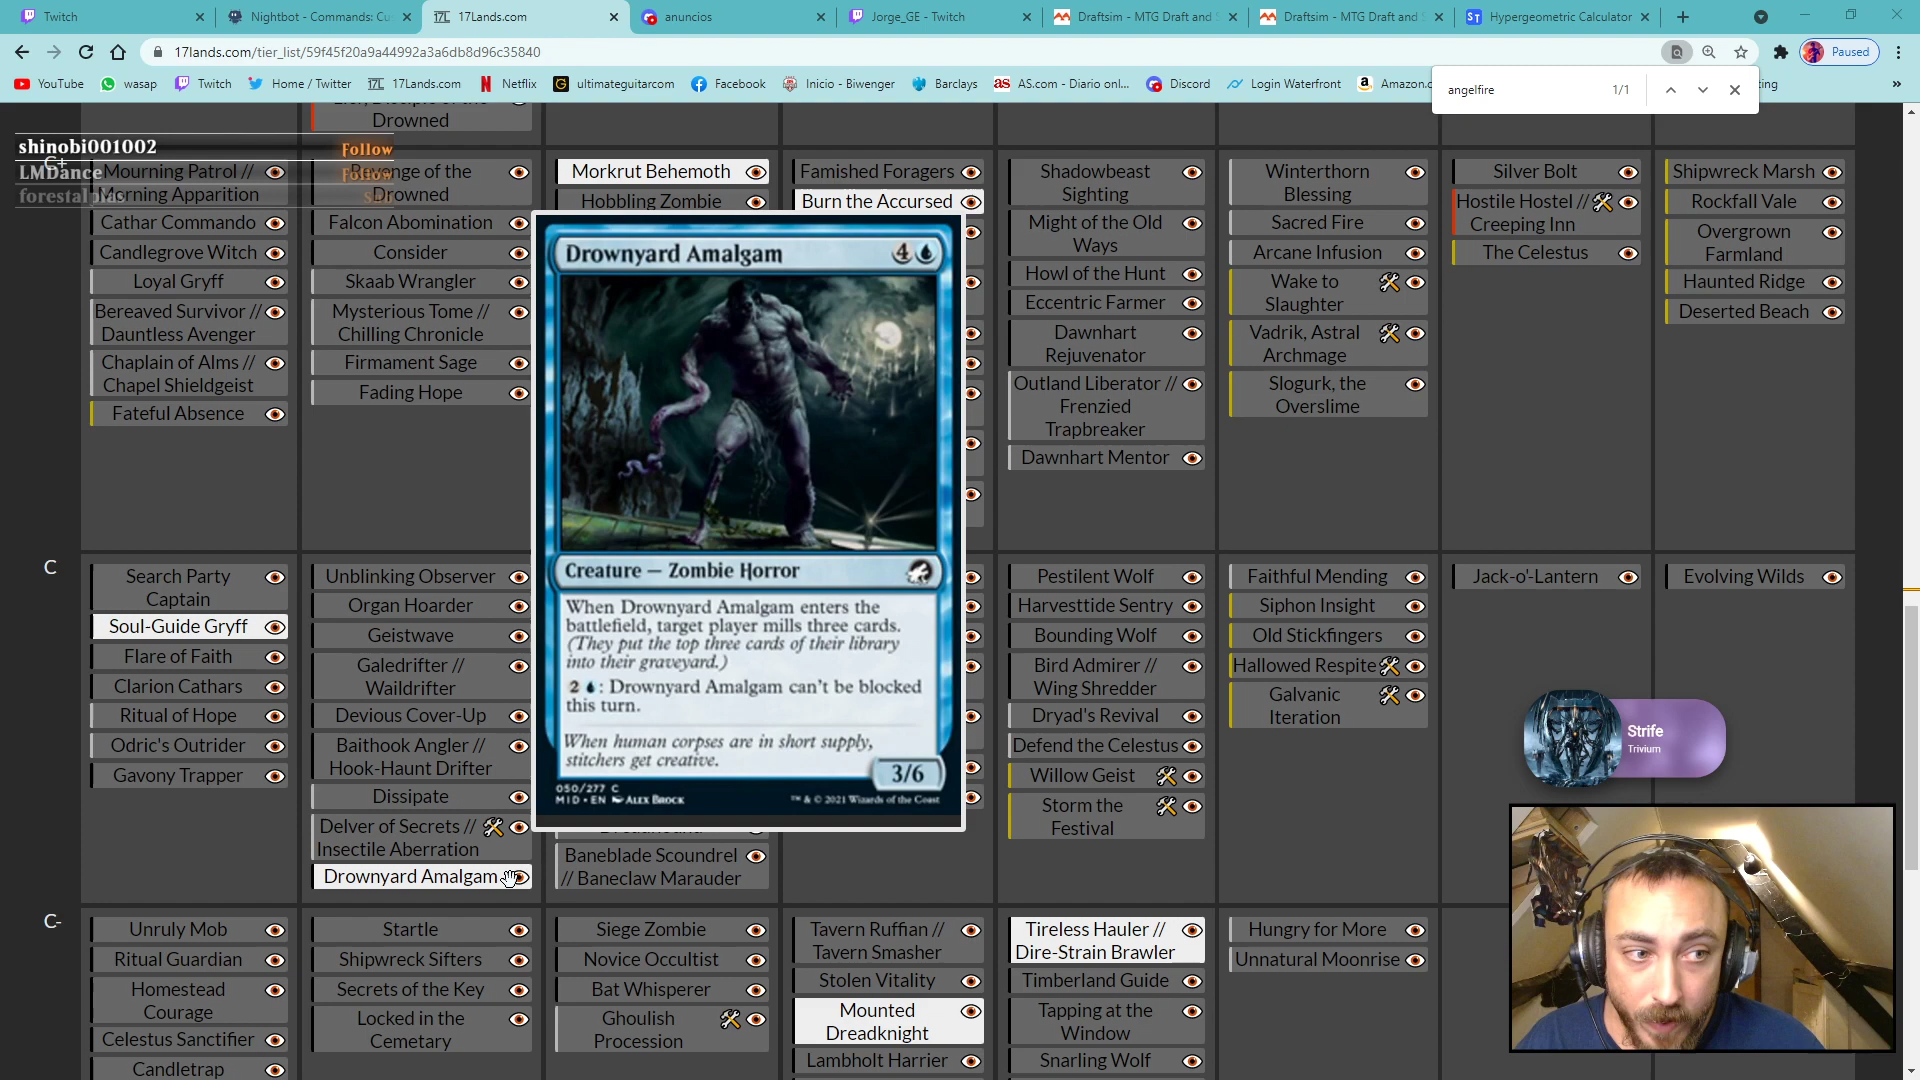 Twitch
Nightbot - Commands: Cu
17Lands.com
anuncios
Jorge_GE - Twitch
Draftsim - MTG Draft and S
Draftsim - MTG Draft and S
Hypergeometric Calculator
17lands.com/tier_list/59f45f20a9a44992a3a6db8d96c35840
Paused
YouTube
wasap
Twitch
Home / Twitter
17Lands.com
Netflix
ultimateguitarcom
Facebook
Inicio - Biwenger
Barclays
AS.com - Diario onl...
Discord
Login Waterfront
Amazon.c
angelfire
1/1
Drowned
shinobi001002
Follow
LMDance
C+
Mourning Patrol //
Morning Apparition
Cathar Commando
Candlegrove Witch
Loyal Gryff
Bereaved Survivor //
Dauntless Avenger
Chaplain of Alms //
Chapel Shieldgeist
Fateful Absence
Revenge of the
Drowned
Falcon Abomination
Consider
Skaab Wrangler
Mysterious Tome //
Chilling Chronicle
Firmament Sage
Fading Hope
Morkrut Behemoth
Hobbling Zombie
Famished Foragers
Burn the Accursed
Shadowbeast
Sighting
Might of the Old
Ways
Howl of the Hunt
Eccentric Farmer
Dawnhart
Rejuvenator
Outland Liberator //
Frenzied
Trapbreaker
Dawnhart Mentor
Winterthorn
Blessing
Sacred Fire
Arcane Infusion
Wake to
Slaughter
Vadrik, Astral
Archmage
Slogurk, the
Overslime
Silver Bolt
Hostile Hostel //
Creeping Inn
The Celestus
Shipwreck Marsh
Rockfall Vale
Overgrown
Farmland
Haunted Ridge
Deserted Beach
Drownyard Amalgam
4
Creature — Zombie Horror
When Drownyard Amalgam enters the
battlefield, target player mills three cards.
(They put the top three cards of their library
into their graveyard.)
2 : Drownyard Amalgam can't be blocked
this turn.
When human corpses are in short supply,
stitchers get creative.
3/6
050/277 C
MID • EN ALEX BROCK
™ & © 2021 Wizards of the Coast
C
Search Party
Captain
Soul-Guide Gryff
Flare of Faith
Clarion Cathars
Ritual of Hope
Odric's Outrider
Gavony Trapper
Unblinking Observer
Organ Hoarder
Geistwave
Galedrifter //
Waildrifter
Devious Cover-Up
Baithook Angler //
Hook-Haunt Drifter
Dissipate
Delver of Secrets //
Insectile Aberration
Drownyard Amalgam
Baneblade Scoundrel
// Baneclaw Marauder
Pestilent Wolf
Harvesttide Sentry
Bounding Wolf
Bird Admirer //
Wing Shredder
Dryad's Revival
Defend the Celestus
Willow Geist
Storm the
Festival
Faithful Mending
Siphon Insight
Old Stickfingers
Hallowed Respite
Galvanic
Iteration
Jack-o'-Lantern
Evolving Wilds
Strife
Trivium
C-
Unruly Mob
Ritual Guardian
Homestead
Courage
Celestus Sanctifier
Candletrap
Startle
Shipwreck Sifters
Secrets of the Key
Locked in the
Cemetary
Siege Zombie
Novice Occultist
Bat Whisperer
Ghoulish
Procession
Tavern Ruffian //
Tavern Smasher
Stolen Vitality
Mounted
Dreadknight
Lambholt Harrier
Tireless Hauler //
Dire-Strain Brawler
Timberland Guide
Tapping at the
Window
Snarling Wolf
Hungry for More
Unnatural Moonrise